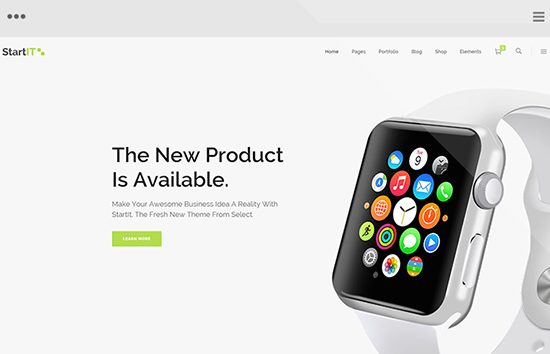 StartIT
Home Pages Portfolio Blog Shop Elements
The New Product
Is Available.
Make Your Awesome Business Idea A Reality With
StartIt, The Fresh New Theme From Select.
LEARN MORE
9